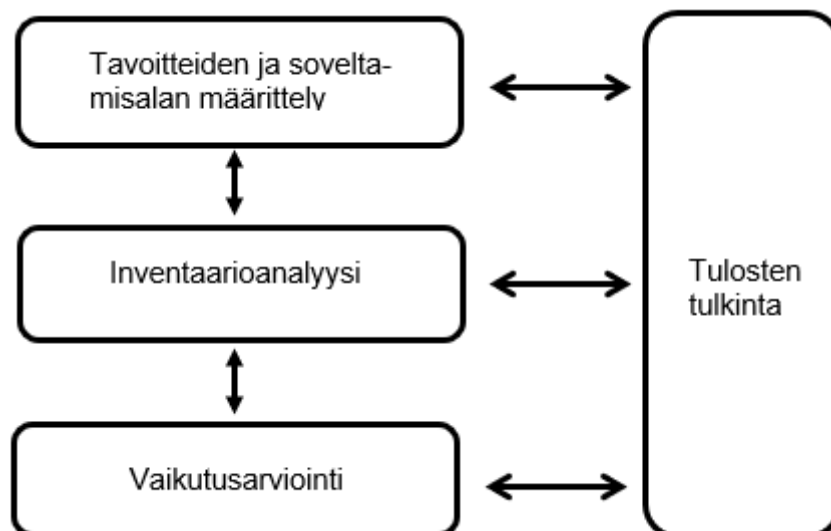 Tavoitteiden ja sovelta-
misalan määrittely
Inventaarioanalyysi
Vaikutusarviointi
Tulosten
tulkinta